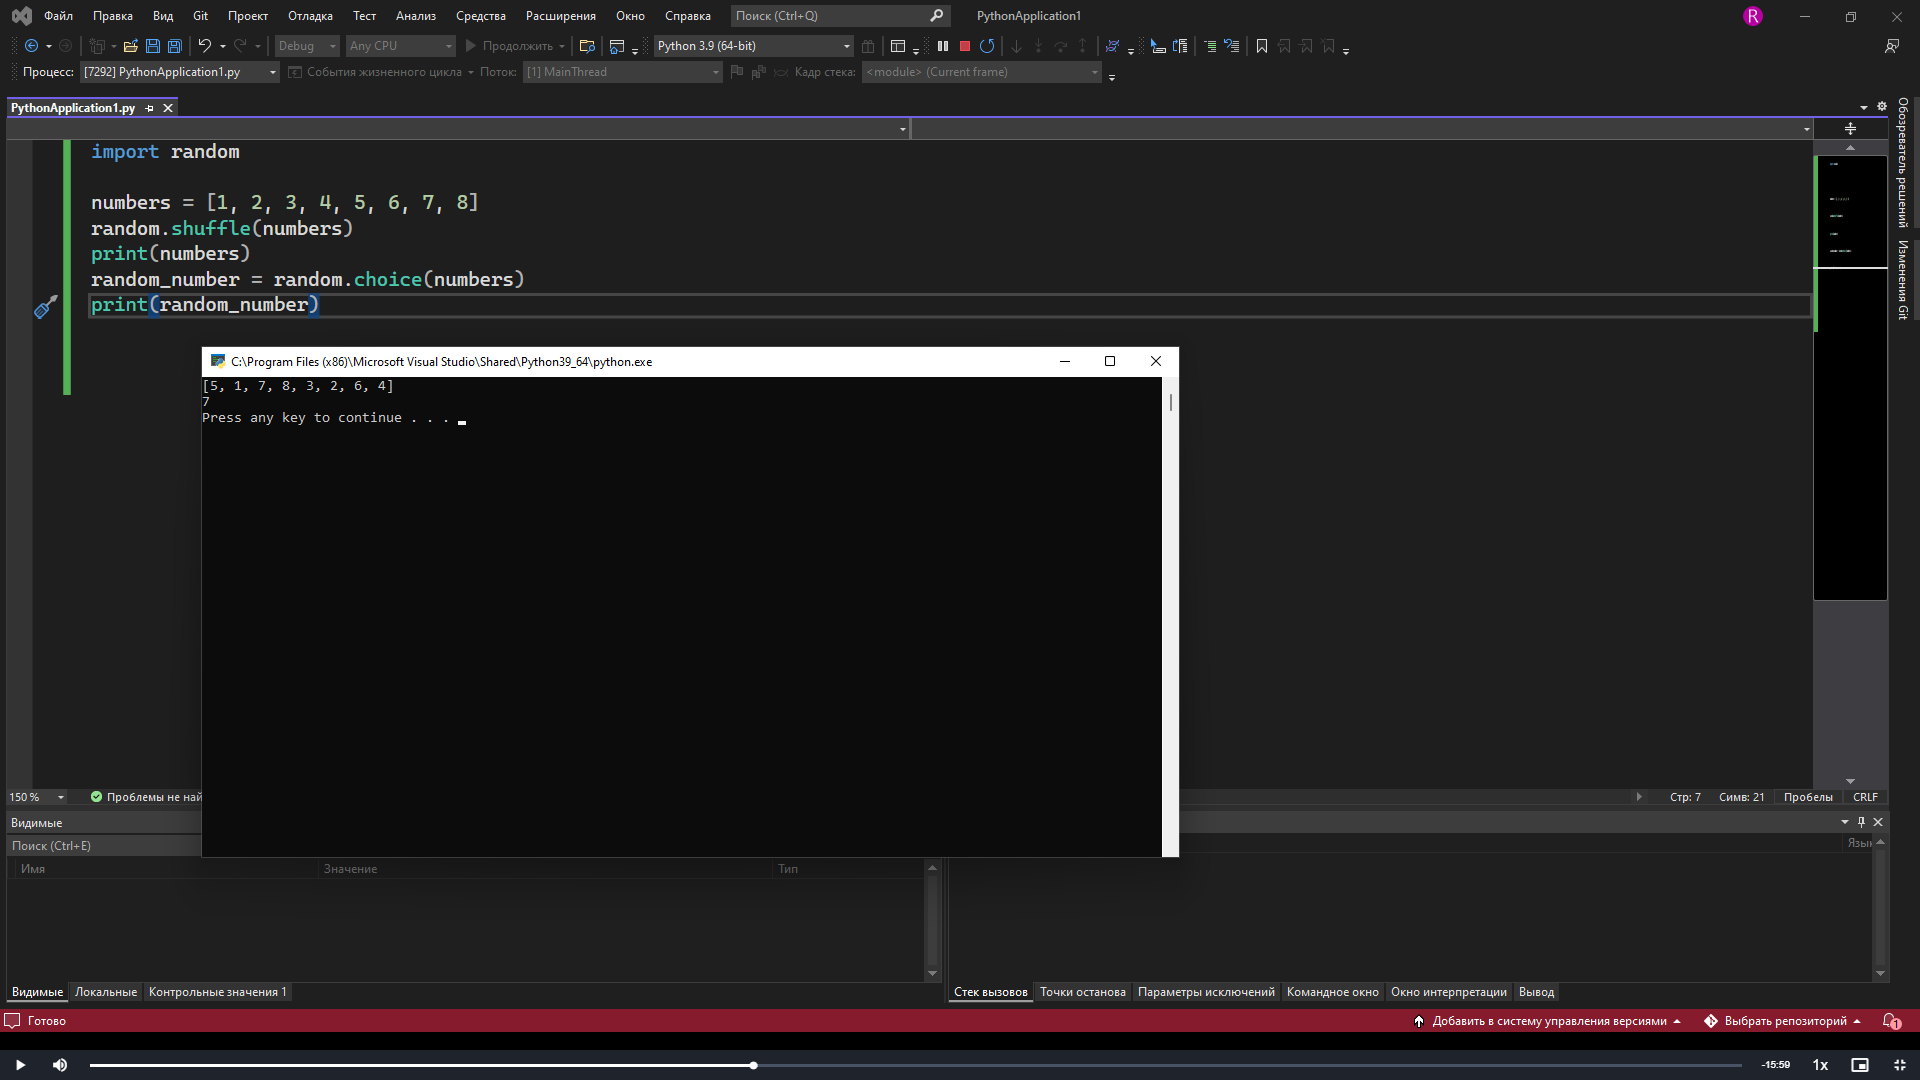 Файл Правка Вид Git Проект Отладка Тест Анализ Средства Расширения Окно Справка Поиск (Ctrl+Q) PythonApplication1 R
Debug Any CPU Продолжить Python 3.9 (64-bit)
Процесс: [7292] PythonApplication1.py События жизненного цикла Поток: [1] MainThread Кадр стека: <module> (Current frame)
PythonApplication1.py
Обозреватель решений
Изменения Git
import random
numbers = [1, 2, 3, 4, 5, 6, 7, 8]
random.shuffle(numbers)
print(numbers)
random_number = random.choice(numbers)
print(random_number)
C:\Program Files (x86)\Microsoft Visual Studio\Shared\Python39_64\python.exe
[5, 1, 7, 8, 3, 2, 6, 4]
7
Press any key to continue . . .
150 % Проблемы не най Стр: 7 Симв: 21 Пробелы CRLF
Видимые
Поиск (Ctrl+E) Язык
Имя Значение Тип
Видимые Локальные Контрольные значения 1 Стек вызовов Точки останова Параметры исключений Командное окно Окно интерпретации Вывод
Готово Добавить в систему управления версиями Выбрать репозиторий 1
-15:59 1x